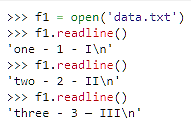 >>> f1 = open('data.txt')
>>> f1.readline()
'one - 1 - I\n'
>>> f1.readline()
'two - 2 - II\n'
>>> f1.readline()
'three - 3 – III\n'